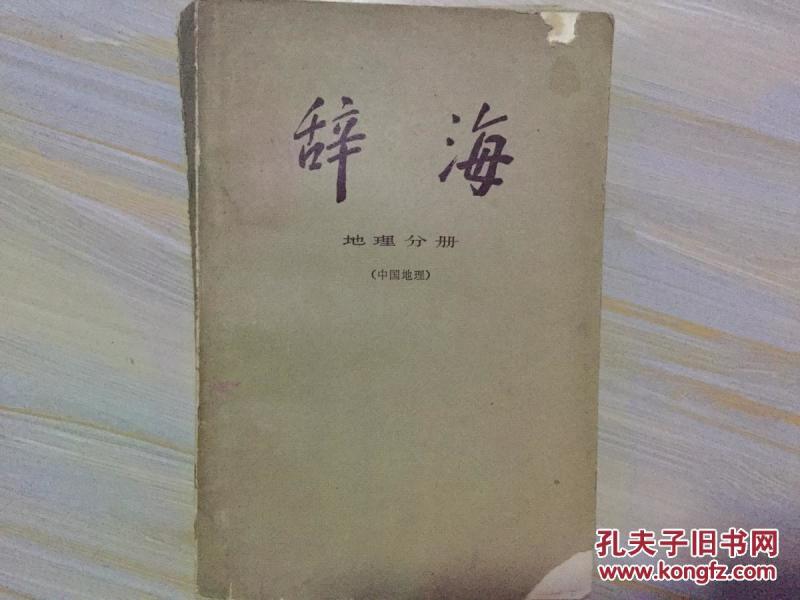 辞海
地理分册
(中国地理)
孔夫子旧书网
www.kongfz.com